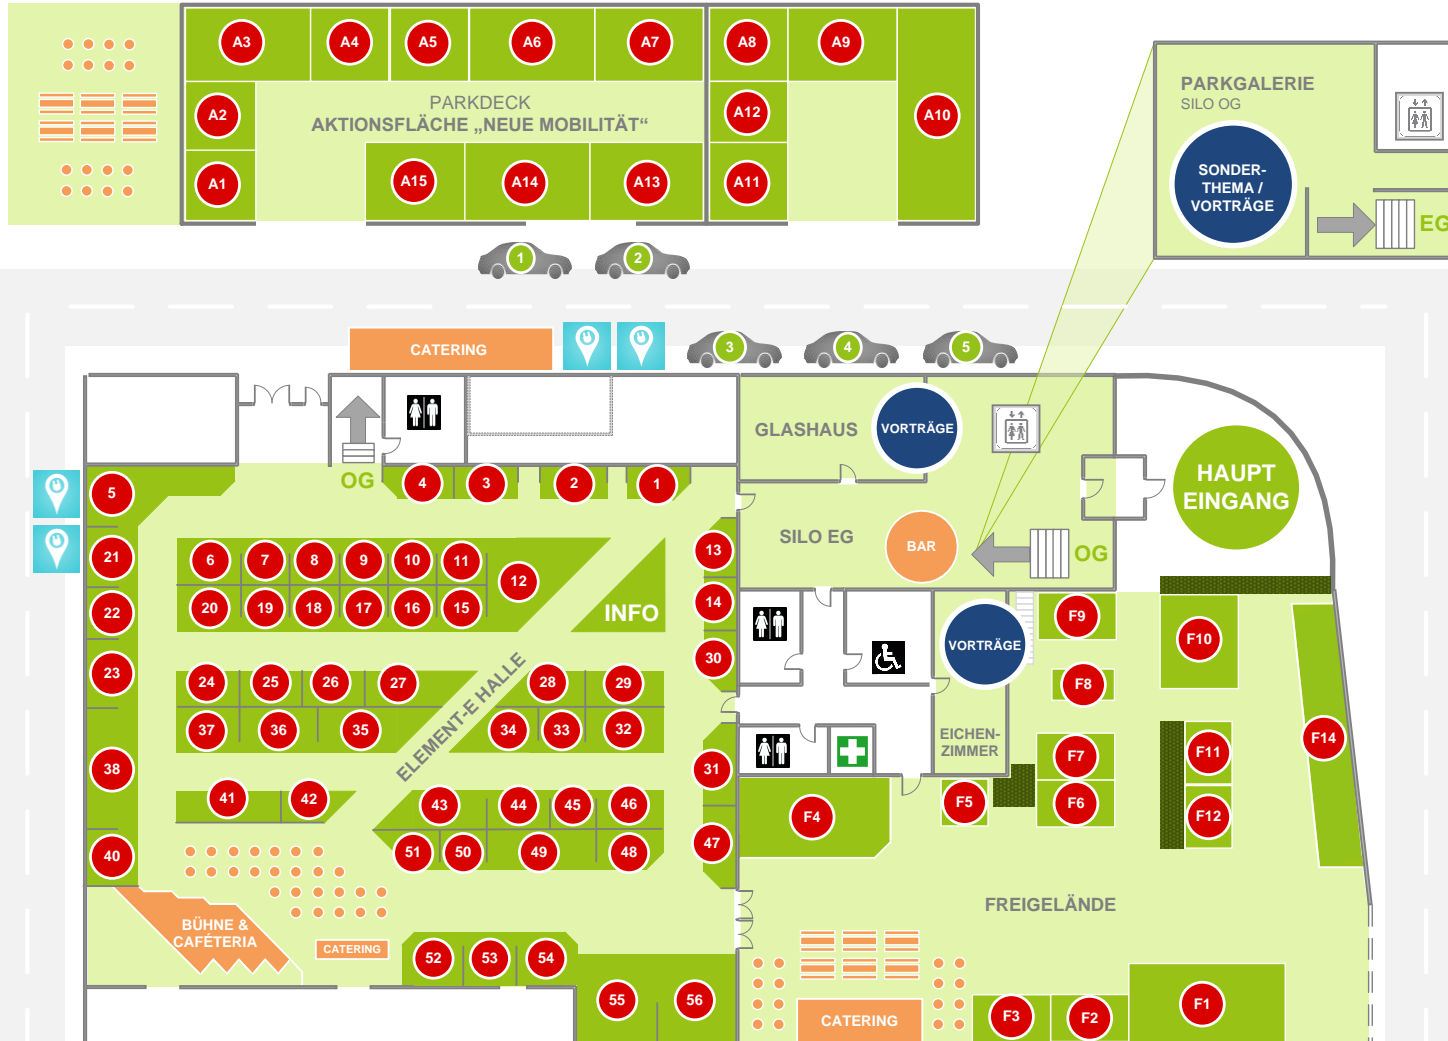 A3
A4
A5
A6
A7
A8
A9
A2
PARKDECK
AKTIONSFLÄCHE „NEUE MOBILITÄT“
A12
A10
A1
A15
A14
A13
A11
PARKGALERIE
SILO OG
SONDER-
THEMA /
VORTRÄGE
EG
1
2
CATERING
3
4
5
GLASHAUS
VORTRÄGE
HAUPT
EINGANG
OG
4
3
2
1
5
SILO EG
BAR
OG
21
6
7
8
9
10
11
12
13
22
20
19
18
17
16
15
INFO
14
F9
F10
VORTRÄGE
23
24
25
26
27
28
29
30
F8
ELEMENT-E HALLE
37
36
35
34
33
32
EICHEN-
ZIMMER
F7
F11
F14
38
31
41
42
43
44
45
46
F5
F6
F12
F4
40
51
50
49
48
47
BÜHNE &
CAFÉTERIA
CATERING
FREIGELÄNDE
52
53
54
55
56
CATERING
F3
F2
F1